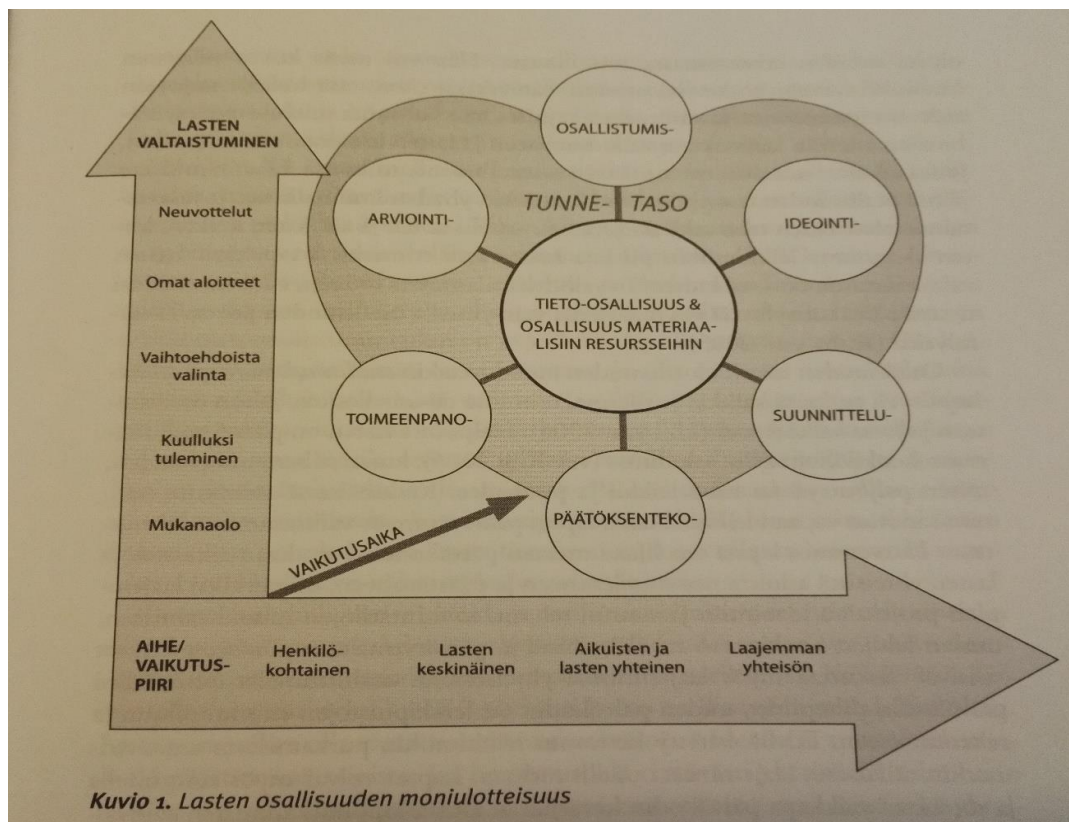 LASTEN
VALTAISTUMINEN
Neuvottelut
Omat aloitteet
Vaihtoehdoista
valinta
Kuulluksi
tuleminen
Mukanaolo
OSALLISTUMIS-
ARVIOINTI-
TUNNE- TASO
IDEOINTI-
TIETO-OSALLISUUS &
OSALLISUUS MATERIAA-
LISIIN RESURSSEIHIN
TOIMEENPANO-
SUUNNITTELU-
PÄÄTÖKSENTEKO-
VAIKUTUSAIKA
AIHE/
VAIKUTUS-
PIIRI
Henkilö-
kohtainen
Lasten
keskinäinen
Aikuisten ja
lasten yhteinen
Laajemman
yhteisön
Kuvio 1. Lasten osallisuuden moniulotteisuus